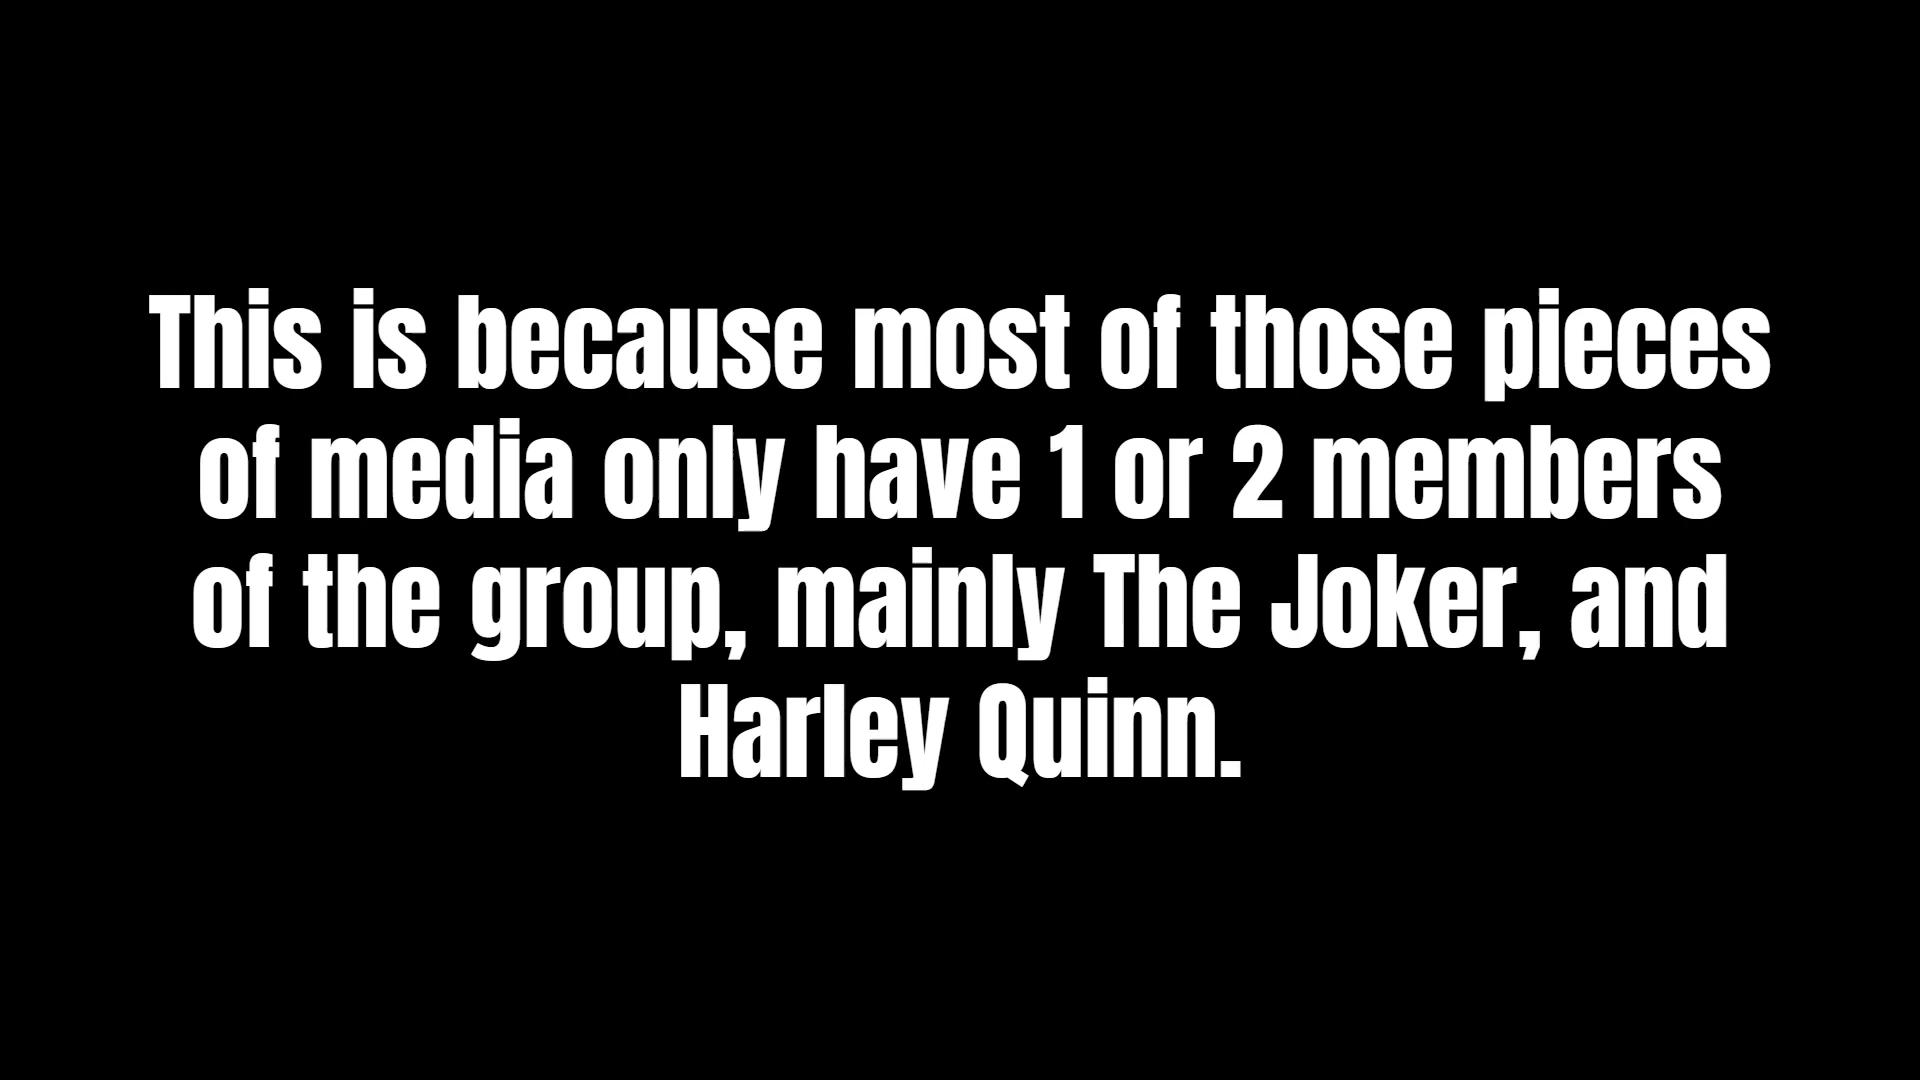 This is because most of those pieces
of media only have 1 or 2 members
of the group, mainly The Joker, and
Harley Quinn.